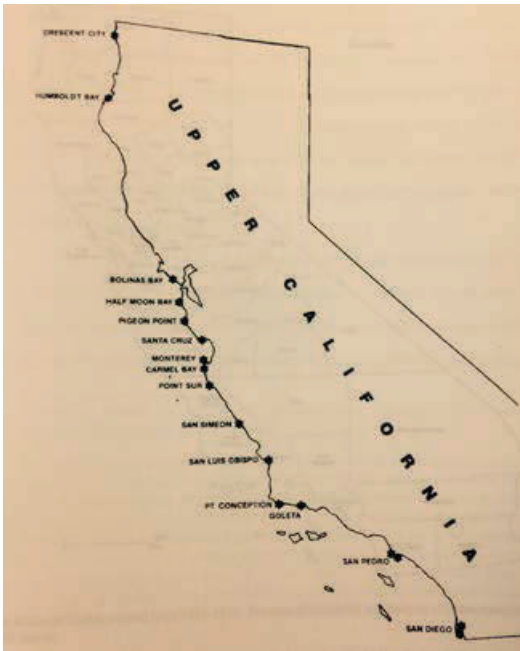 CRESCENT CITY
HUMBOLDT BAY
UPPER CALIFORNIA
BOLINAS BAY
HALF MOON BAY
PIGEON POINT
SANTA CRUZ
MONTEREY
CARMEL BAY
POINT SUR
SAN SIMEON
SAN LUIS OBISPO
PT CONCEPTION
GOLETA
SAN PEDRO
SAN DIEGO